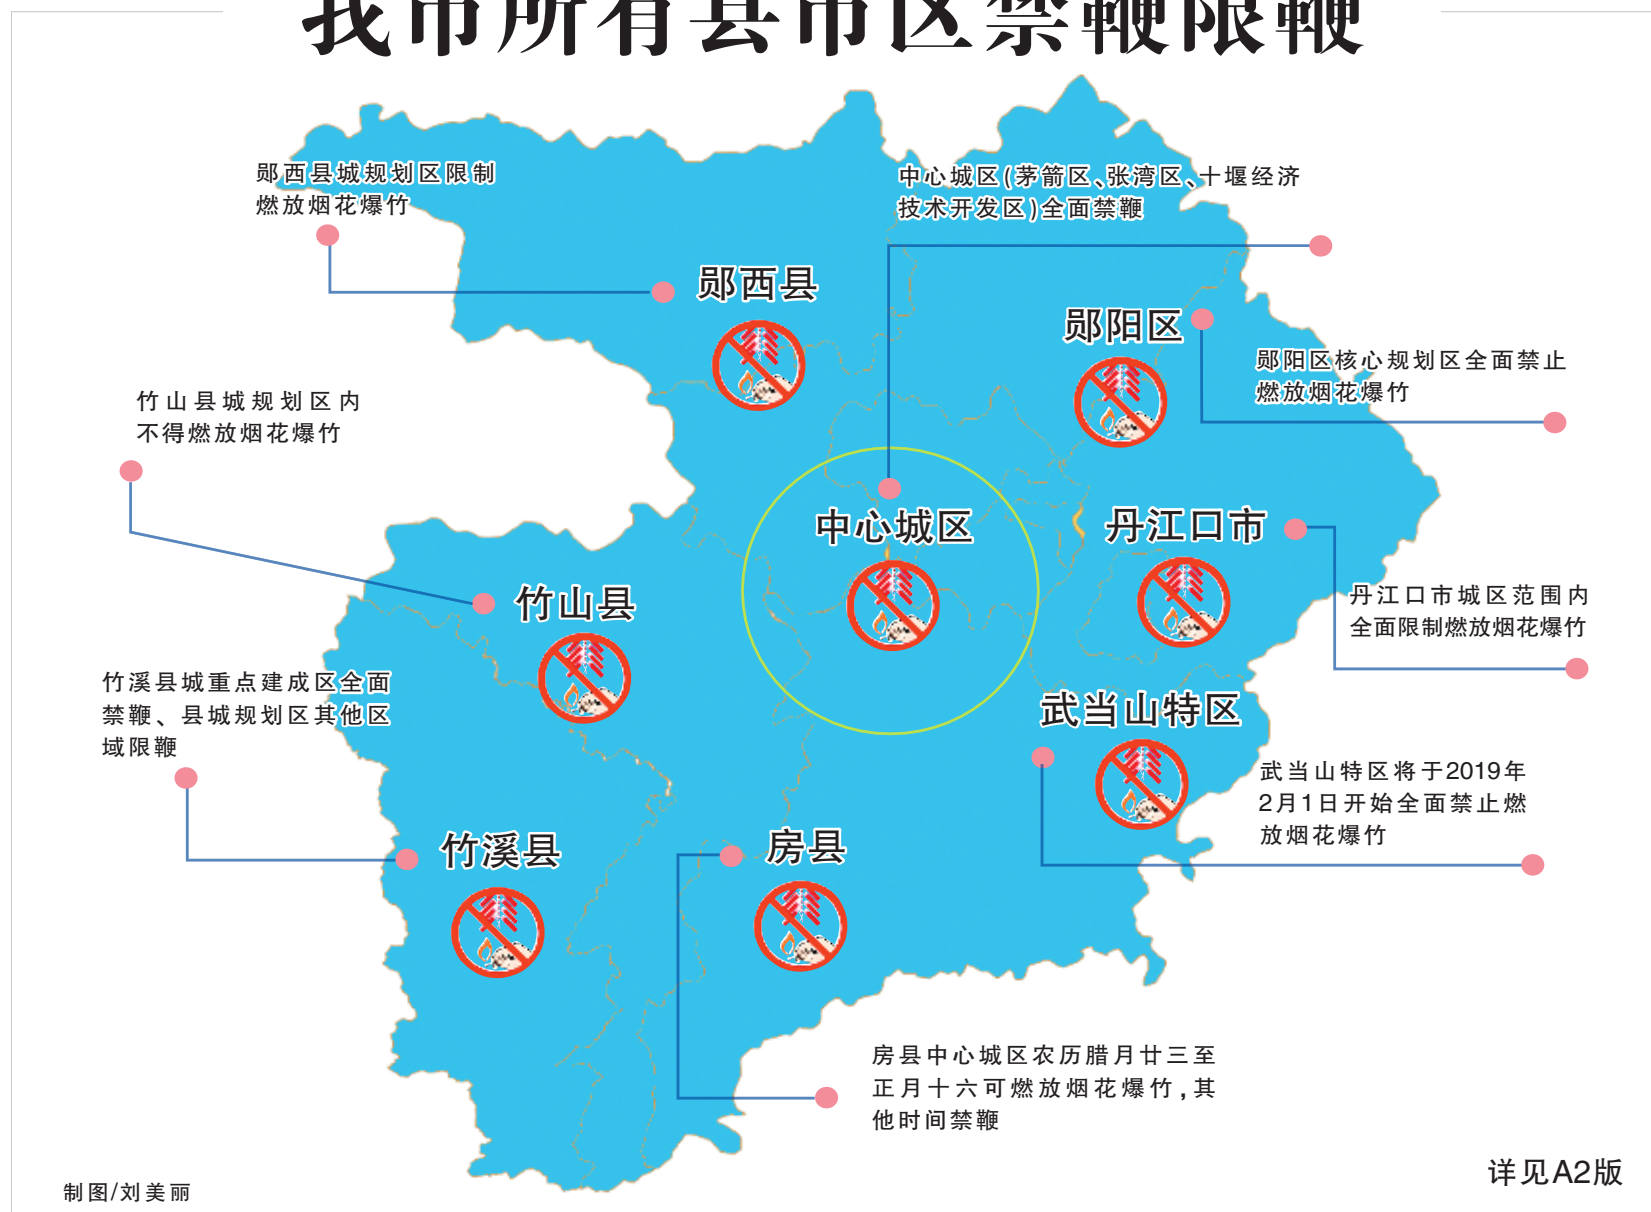 我市所有县市区禁鞭限鞭
郧西县城规划区限制
燃放烟花爆竹
中心城区(茅箭区、张湾区、十堰经济
技术开发区)全面禁鞭
郧西县
郧阳区
郧阳区核心规划区全面禁止
燃放烟花爆竹
竹山县城规划区内
不得燃放烟花爆竹
中心城区
丹江口市
丹江口市城区范围内
全面限制燃放烟花爆竹
竹山县
竹溪县城重点建成区全面
禁鞭、县城规划区其他区
域限鞭
武当山特区
武当山特区将于2019年
2月1日开始全面禁止燃
放烟花爆竹
竹溪县
房县
房县中心城区农历腊月廿三至
正月十六可燃放烟花爆竹,其
他时间禁鞭
详见A2版
制图/刘美丽